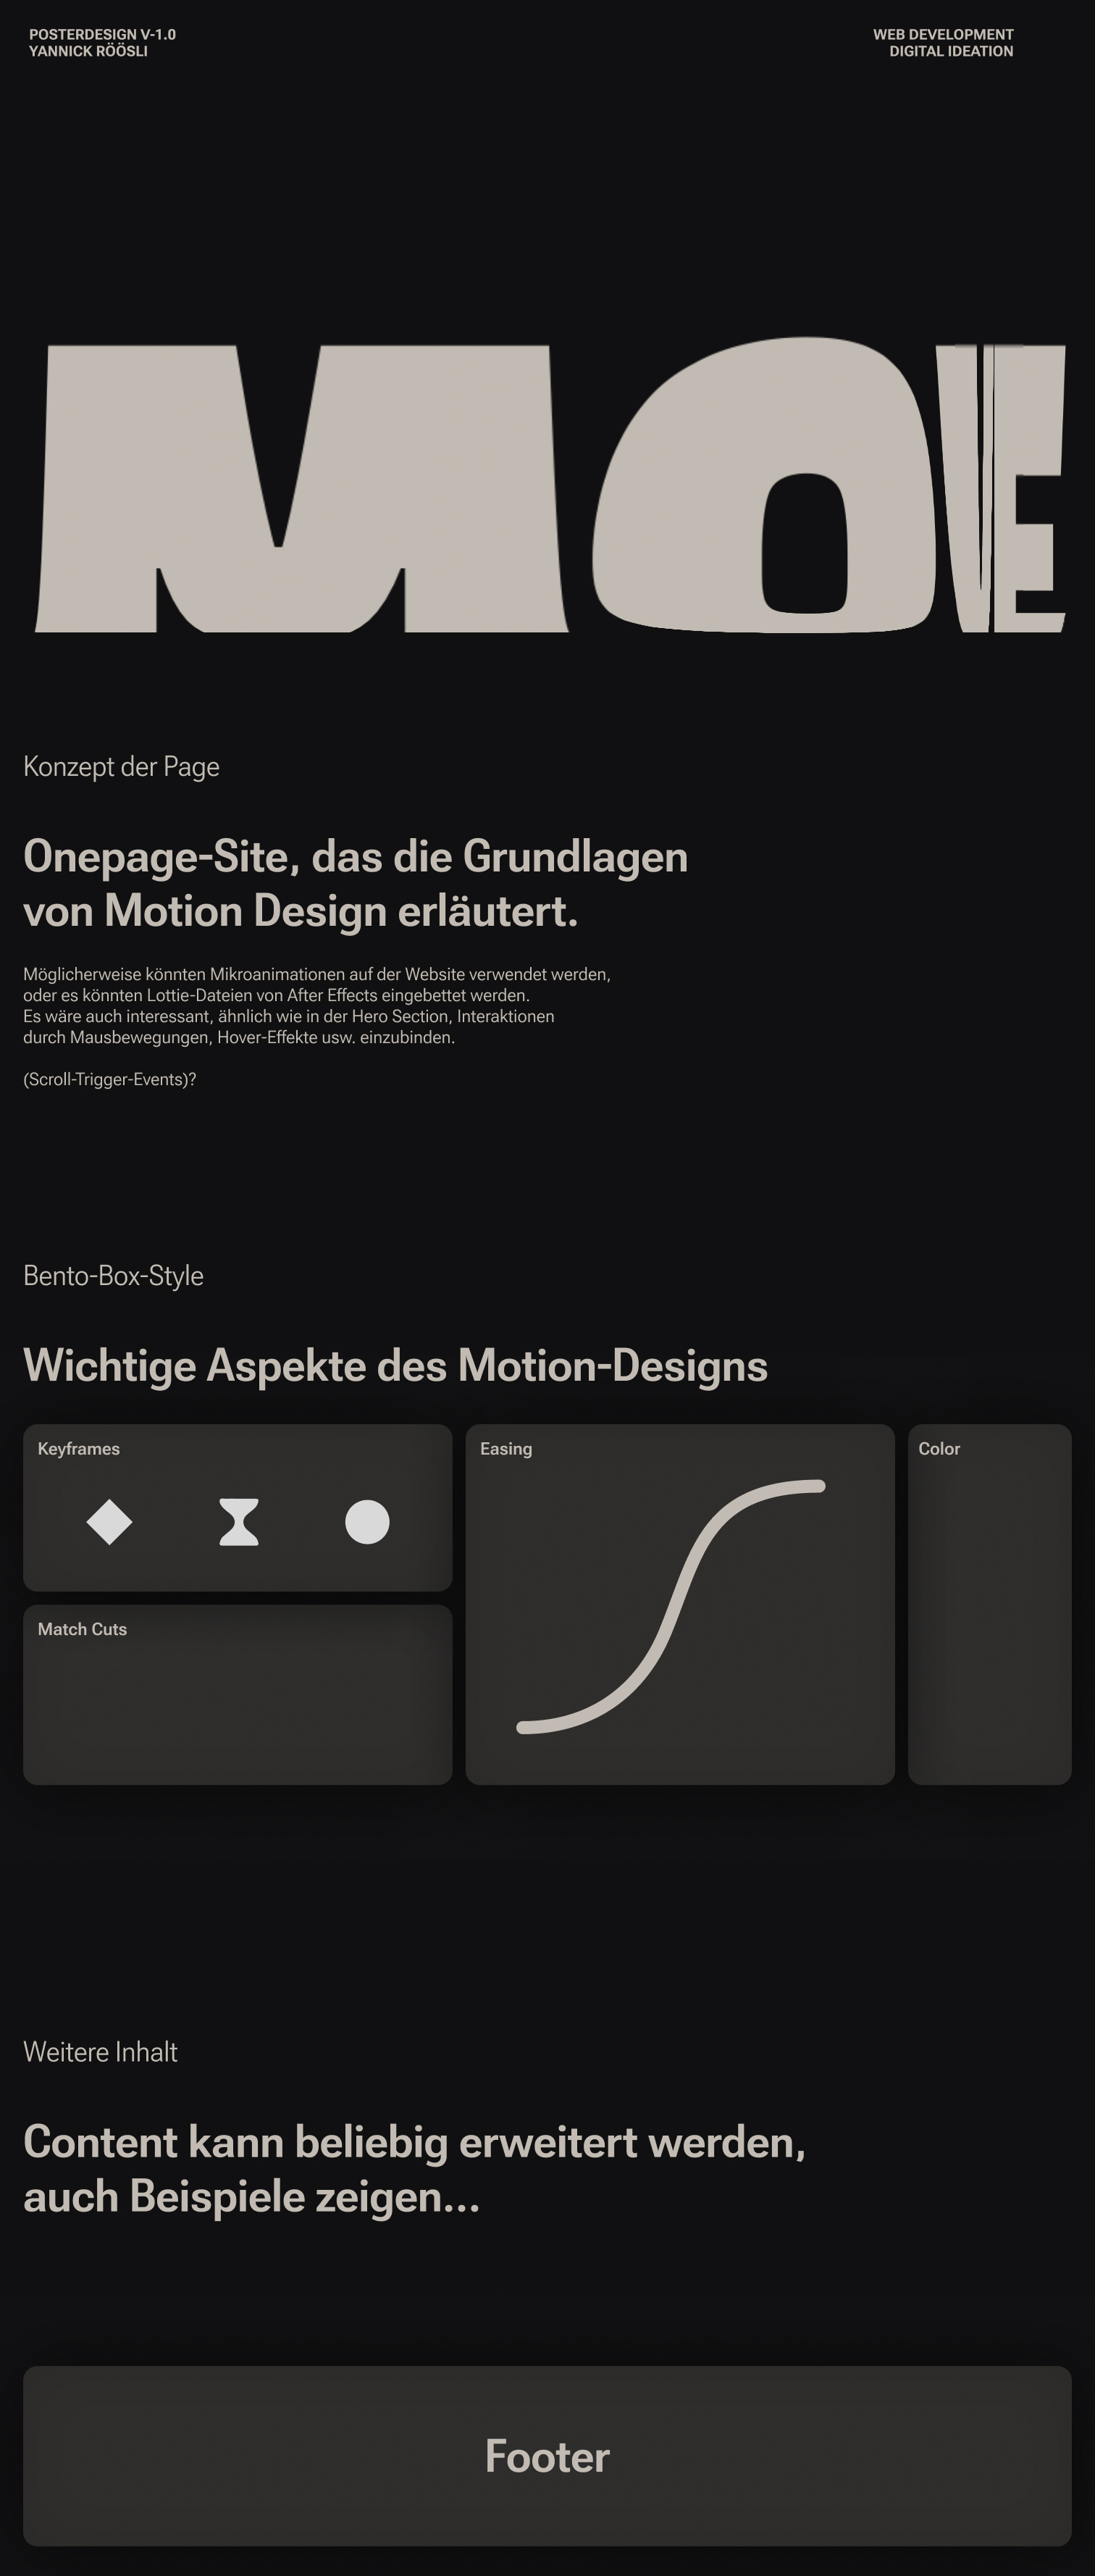 POSTERDESIGN V-1.0
YANNICK RÖÖSLI
WEB DEVELOPMENT
DIGITAL IDEATION
MOVE
Konzept der Page
Onepage-Site, das die Grundlagen
von Motion Design erläutert.
Möglicherweise könnten Mikroanimationen auf der Website verwendet werden,
oder es könnten Lottie-Dateien von After Effects eingebettet werden.
Es wäre auch interessant, ähnlich wie in der Hero Section, Interaktionen
durch Mausbewegungen, Hover-Effekte usw. einzubinden.
(Scroll-Trigger-Events)?
Bento-Box-Style
Wichtige Aspekte des Motion-Designs
Keyframes
Easing
Color
Match Cuts
Weitere Inhalt
Content kann beliebig erweitert werden,
auch Beispiele zeigen...
Footer